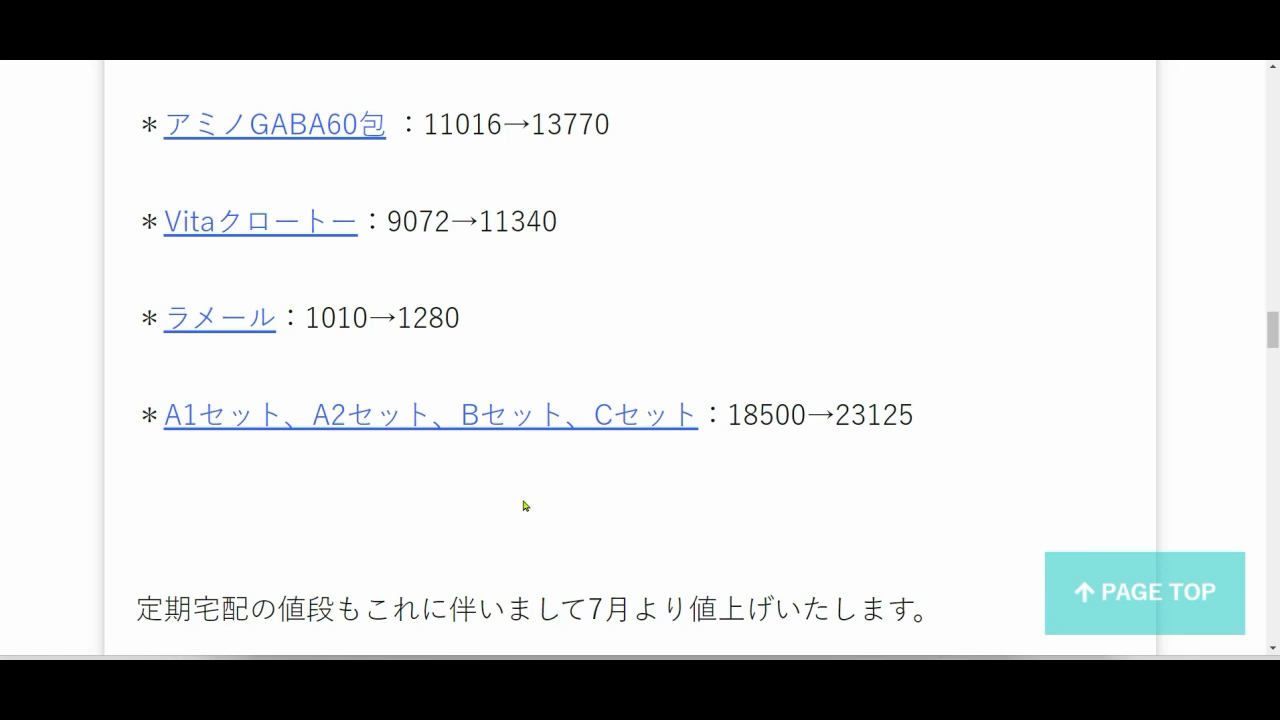 ＊アミノGABA60包 ：11016→13770
＊Vitaクロートー：9072→11340
＊ラメール：1010→1280
＊A1セット、A2セット、Bセット、Cセット：18500→23125
定期宅配の値段もこれに伴いまして7月より値上げいたします。
↑ PAGE TOP